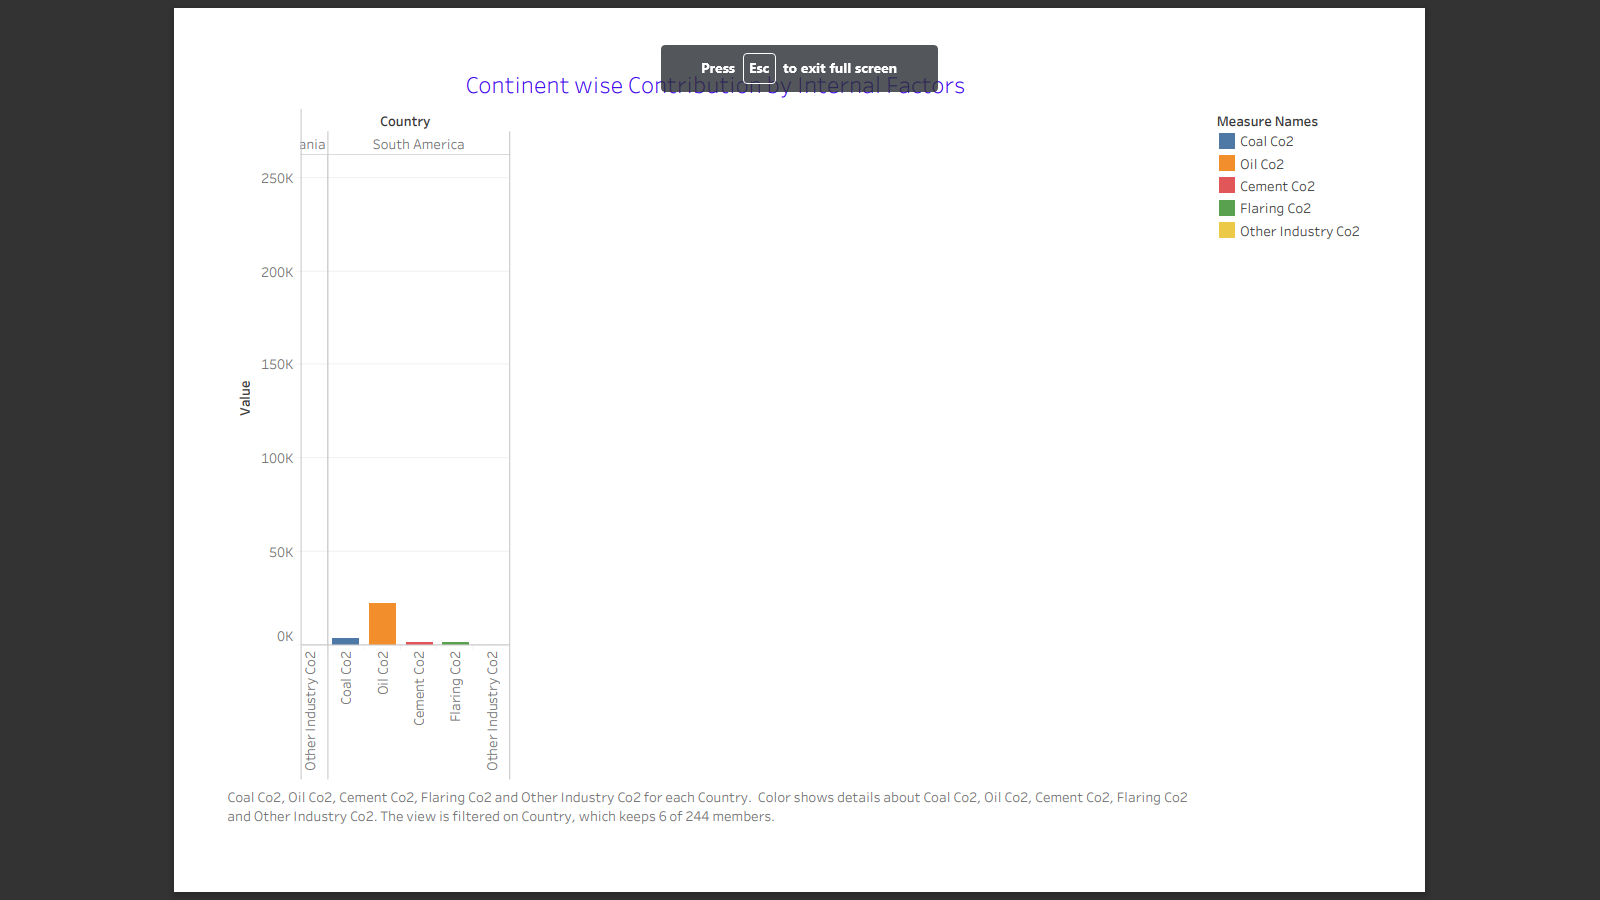 Press Esc to exit full screen
Continent wise Contribution by Internal Factors
Country
ania
South America
250K
200K
150K
100K
50K
0K
Value
Other Industry Co2
Coal Co2
Oil Co2
Cement Co2
Flaring Co2
Other Industry Co2
Measure Names
Coal Co2
Oil Co2
Cement Co2
Flaring Co2
Other Industry Co2
Coal Co2, Oil Co2, Cement Co2, Flaring Co2 and Other Industry Co2 for each Country.  Color shows details about Coal Co2, Oil Co2, Cement Co2, Flaring Co2
and Other Industry Co2. The view is filtered on Country, which keeps 6 of 244 members.